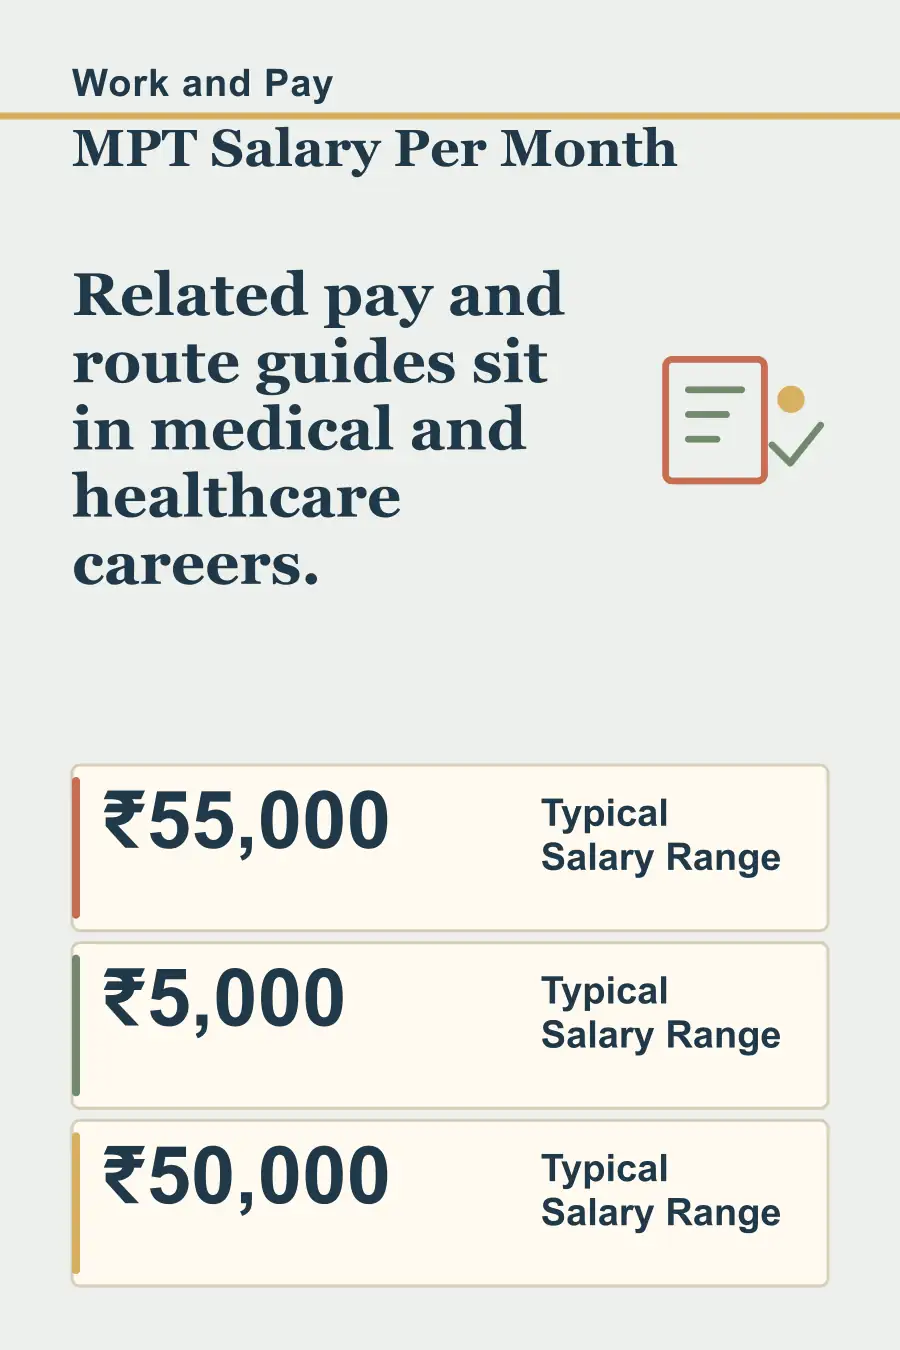 Work and Pay
MPT Salary Per Month
Related pay and
route guides sit
in medical and
healthcare
careers.
₹55,000
Typical
Salary Range
₹5,000
Typical
Salary Range
₹50,000
Typical
Salary Range